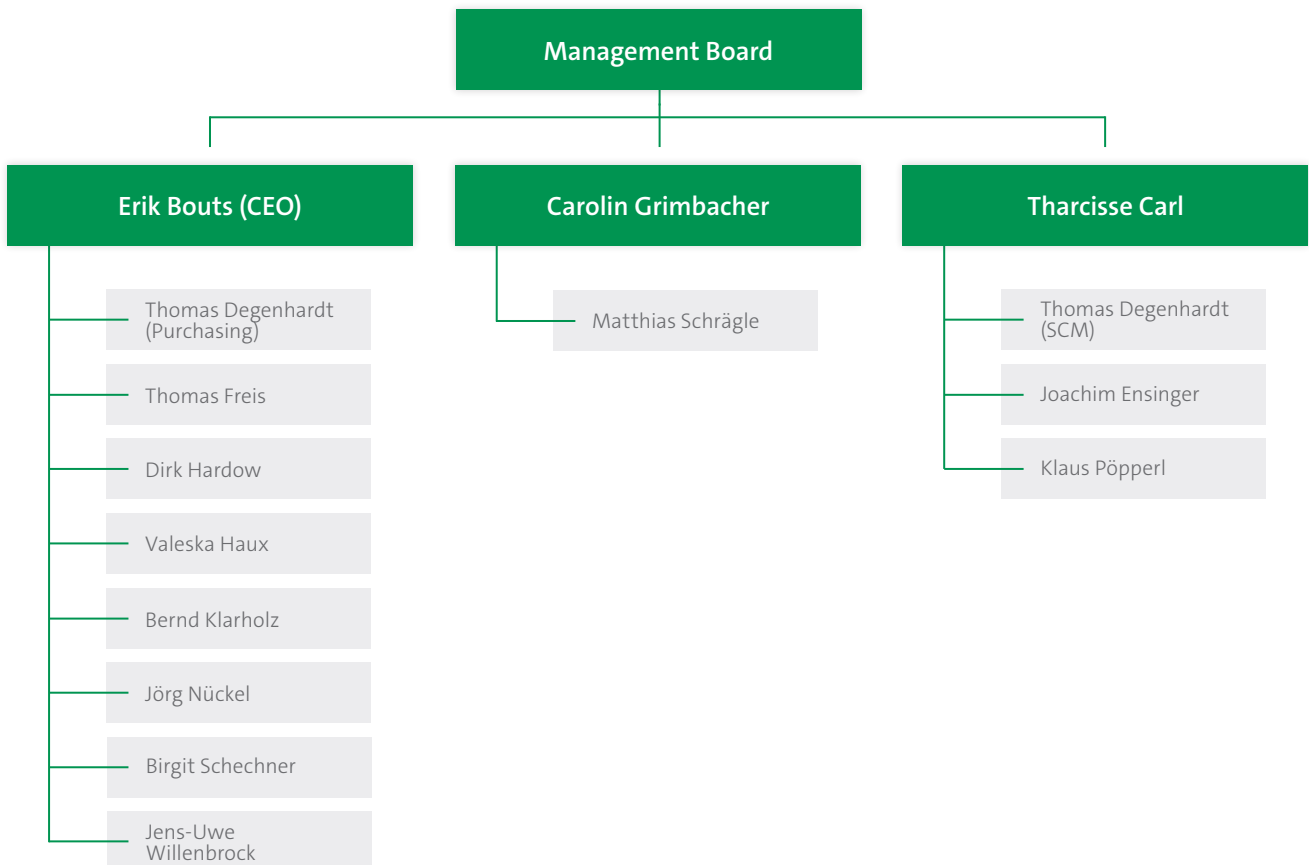 Management Board
Erik Bouts (CEO)
Carolin Grimbacher
Tharcisse Carl
Thomas Degenhardt
(Purchasing)
Thomas Freis
Dirk Hardow
Valeska Haux
Bernd Klarholz
Jörg Nückel
Birgit Schechner
Jens-Uwe
Willenbrock
Matthias Schrägle
Thomas Degenhardt
(SCM)
Joachim Ensinger
Klaus Pöpperl